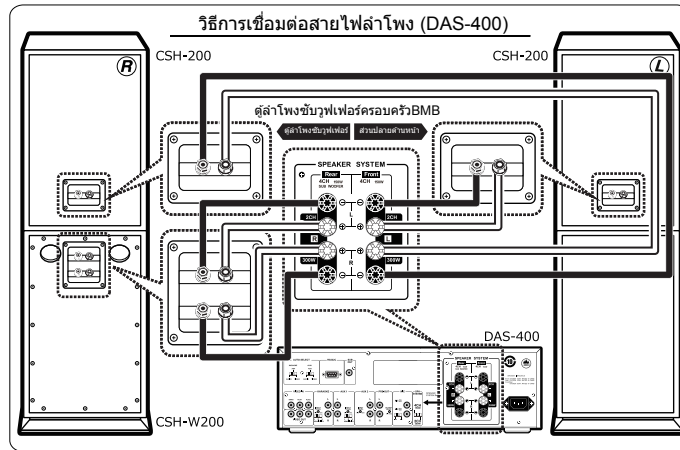 วิธีการเชื่อมต่อสายไฟลำโพง (DAS-400)
R
CSH-200
CSH-200
L
ตู้ลำโพงซับวูฟเฟอร์ครอบครัวBMB
ตู้ลำโพงซับวูฟเฟอร์
ส่วนปลายด้านหน้า
SPEAKER SYSTEM
Rear
Front
4CH 150W
SUB WOOFER
4CH 150W
2CH
L
2CH
R
L
300W
R
300W
DAS-400
SPEAKER SYSTEM
CSH-W200